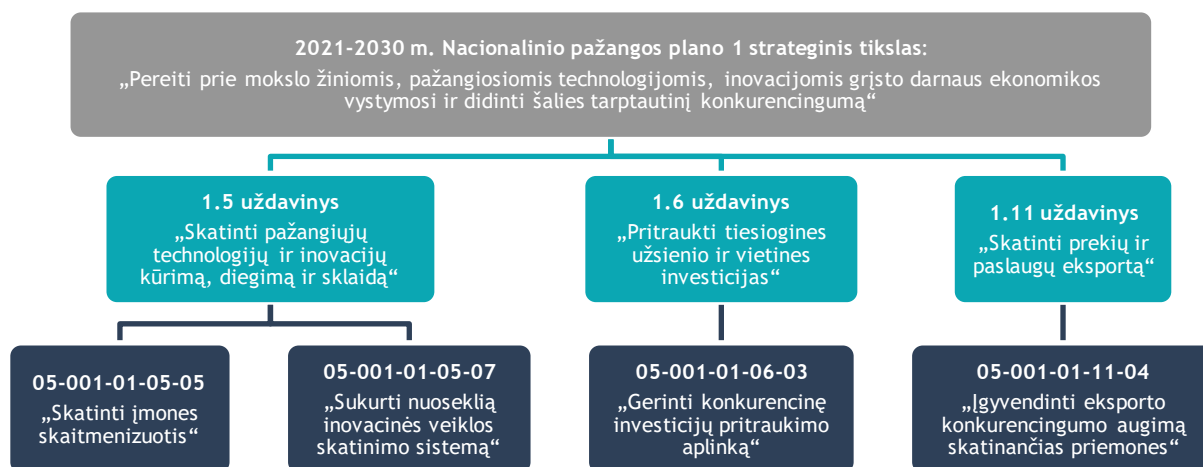 2021-2030 m. Nacionalinio pažangos plano 1 strateginis tikslas:
„Pereiti prie mokslo žiniomis, pažangiosiomis technologijomis, inovacijomis grįsto darnaus ekonomikos
vystymosi ir didinti šalies tarptautinį konkurencingumą“
1.5 uždavinys
„Skatinti pažangiųjų
technologijų ir inovacijų
kūrimą, diegimą ir sklaidą“
1.6 uždavinys
„Pritraukti tiesiogines
užsienio ir vietines
investicijas“
1.11 uždavinys
„Skatinti prekių ir
paslaugų eksportą“
05-001-01-05-05
„Skatinti įmones
skaitmenizuotis“
05-001-01-05-07
„Sukurti nuoseklią
inovacinės veiklos
skatinimo sistemą“
05-001-01-06-03
„Gerinti konkurencinę
investicijų pritraukimo
aplinką“
05-001-01-11-04
„Įgyvendinti eksporto
konkurencingumo augimą
skatinančias priemones“